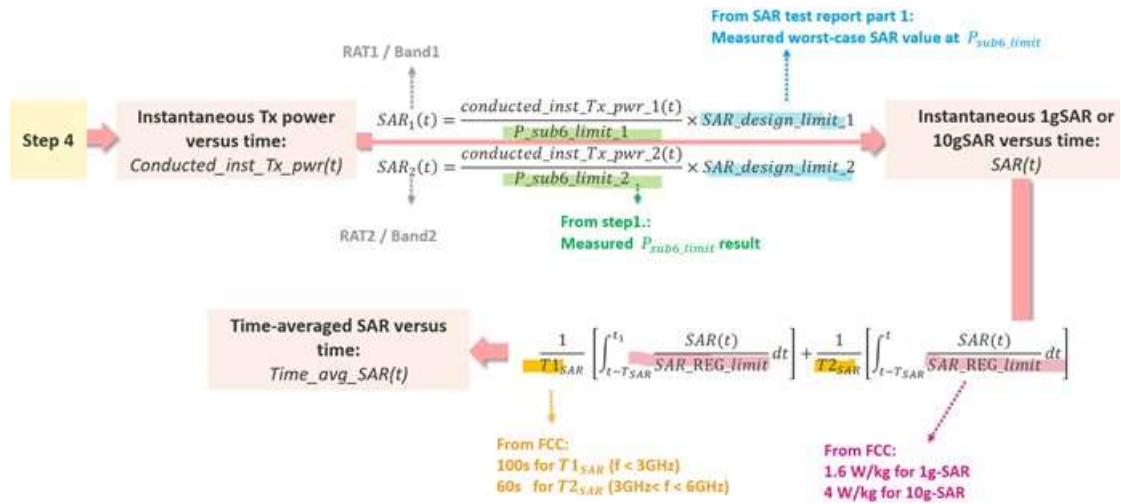 From SAR test report part 1:
Measured worst-case SAR value at P_sub6_limit
RAT1 / Band1
Step 4
Instantaneous Tx power
versus time:
Conducted_inst_Tx_pwr(t)
SAR₁(t) = conducted_inst_Tx_pwr_1(t) / P_sub6_limit_1 × SAR_design_limit_1
SAR₂(t) = conducted_inst_Tx_pwr_2(t) / P_sub6_limit_2 × SAR_design_limit_2
Instantaneous 1gSAR or
10gSAR versus time:
SAR(t)
RAT2 / Band2
From step1.:
Measured P_sub6_limit result
Time-averaged SAR versus
time:
Time_avg_SAR(t)
1/T1_SAR [∫_{t−T_SAR}^{t₁} SAR(t)/SAR_REG_limit dt] + 1/T2_SAR [∫_{t−T_SAR}^{t} SAR(t)/SAR_REG_limit dt]
From FCC:
100s for T1_SAR (f < 3GHz)
60s for T2_SAR (3GHz< f < 6GHz)
From FCC:
1.6 W/kg for 1g-SAR
4 W/kg for 10g-SAR